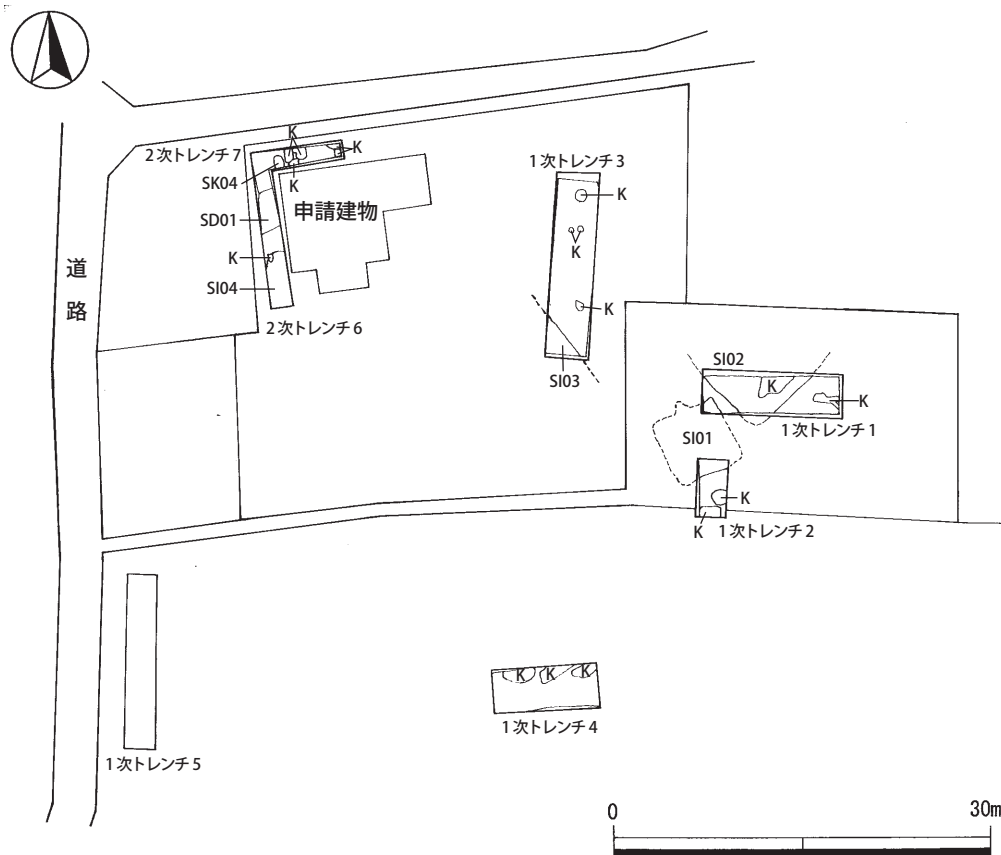 K
2次トレンチ7
K
1次トレンチ3
SK04
K
K
SD01
申請建物
K
K
道路
SI04
K
2次トレンチ6
SI03
SI02
K
K
1次トレンチ1
SI01
K
K
1次トレンチ2
K
K
K
1次トレンチ4
1次トレンチ5
0
30m